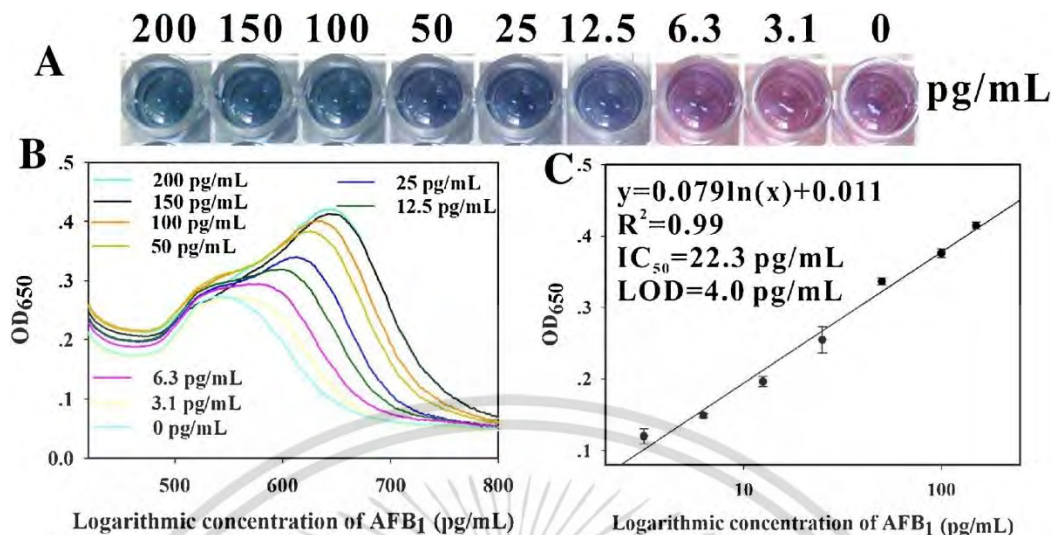 200 150 100 50 25 12.5 6.3 3.1 0
A
pg/mL
B
.5
.4
.3
.2
.1
0.0
OD650
200 pg/mL
150 pg/mL
100 pg/mL
50 pg/mL
25 pg/mL
12.5 pg/mL
6.3 pg/mL
3.1 pg/mL
0 pg/mL
500 600 700 800
Logarithmic concentration of AFB1 (pg/mL)
C
.5
.4
.3
.2
.1
OD650
y=0.079ln(x)+0.011
R²=0.99
IC50=22.3 pg/mL
LOD=4.0 pg/mL
10 100
Logarithmic concentration of AFB1 (pg/mL)